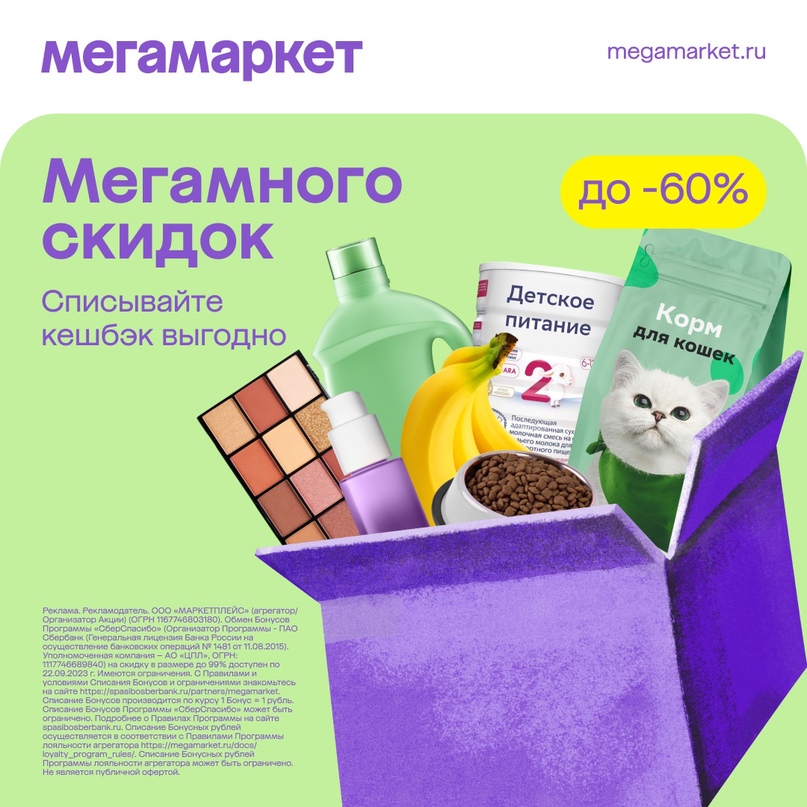 мегамаркет
megamarket.ru
Мегамного
скидок
до -60%
Списывайте
кешбэк выгодно
Детское
питание
2
Последующая
адаптированная сух
молочная смесь на
Корм
для кошек
Реклама. Рекламодатель. ООО «МАРКЕТПЛЕЙС» (агрегатор/
Организатор Акции) (ОГРН 1167746803180). Обмен Бонусов
Программы «СберСпасибо» (Организатор Программы - ПАО
Сбербанк (Генеральная лицензия Банка России на
осуществление банковских операций № 1481 от 11.08.2015).
Уполномоченная компания – АО «ЦПЛ», ОГРН:
1117746689840) на скидку в размере до 99% доступен по
22.09.2023 г. Имеются ограничения. С Правилами и
условиями Списания Бонусов и ограничениями знакомьтесь
на сайте https://spasibosberbank.ru/partners/megamarket.
Списание Бонусов производится по курсу 1 Бонус = 1 рубль.
Списание Бонусов Программы «СберСпасибо» может быть
ограничено. Подробнее о Правилах Программы на сайте
spasibosberbank.ru. Списание Бонусных рублей
осуществляется в соответствии с Правилами Программы
лояльности агрегатора https://megamarket.ru/docs/
loyalty_program_rules/. Списание Бонусных рублей
Программы лояльности агрегатора может быть ограничено.
Не является публичной офертой.